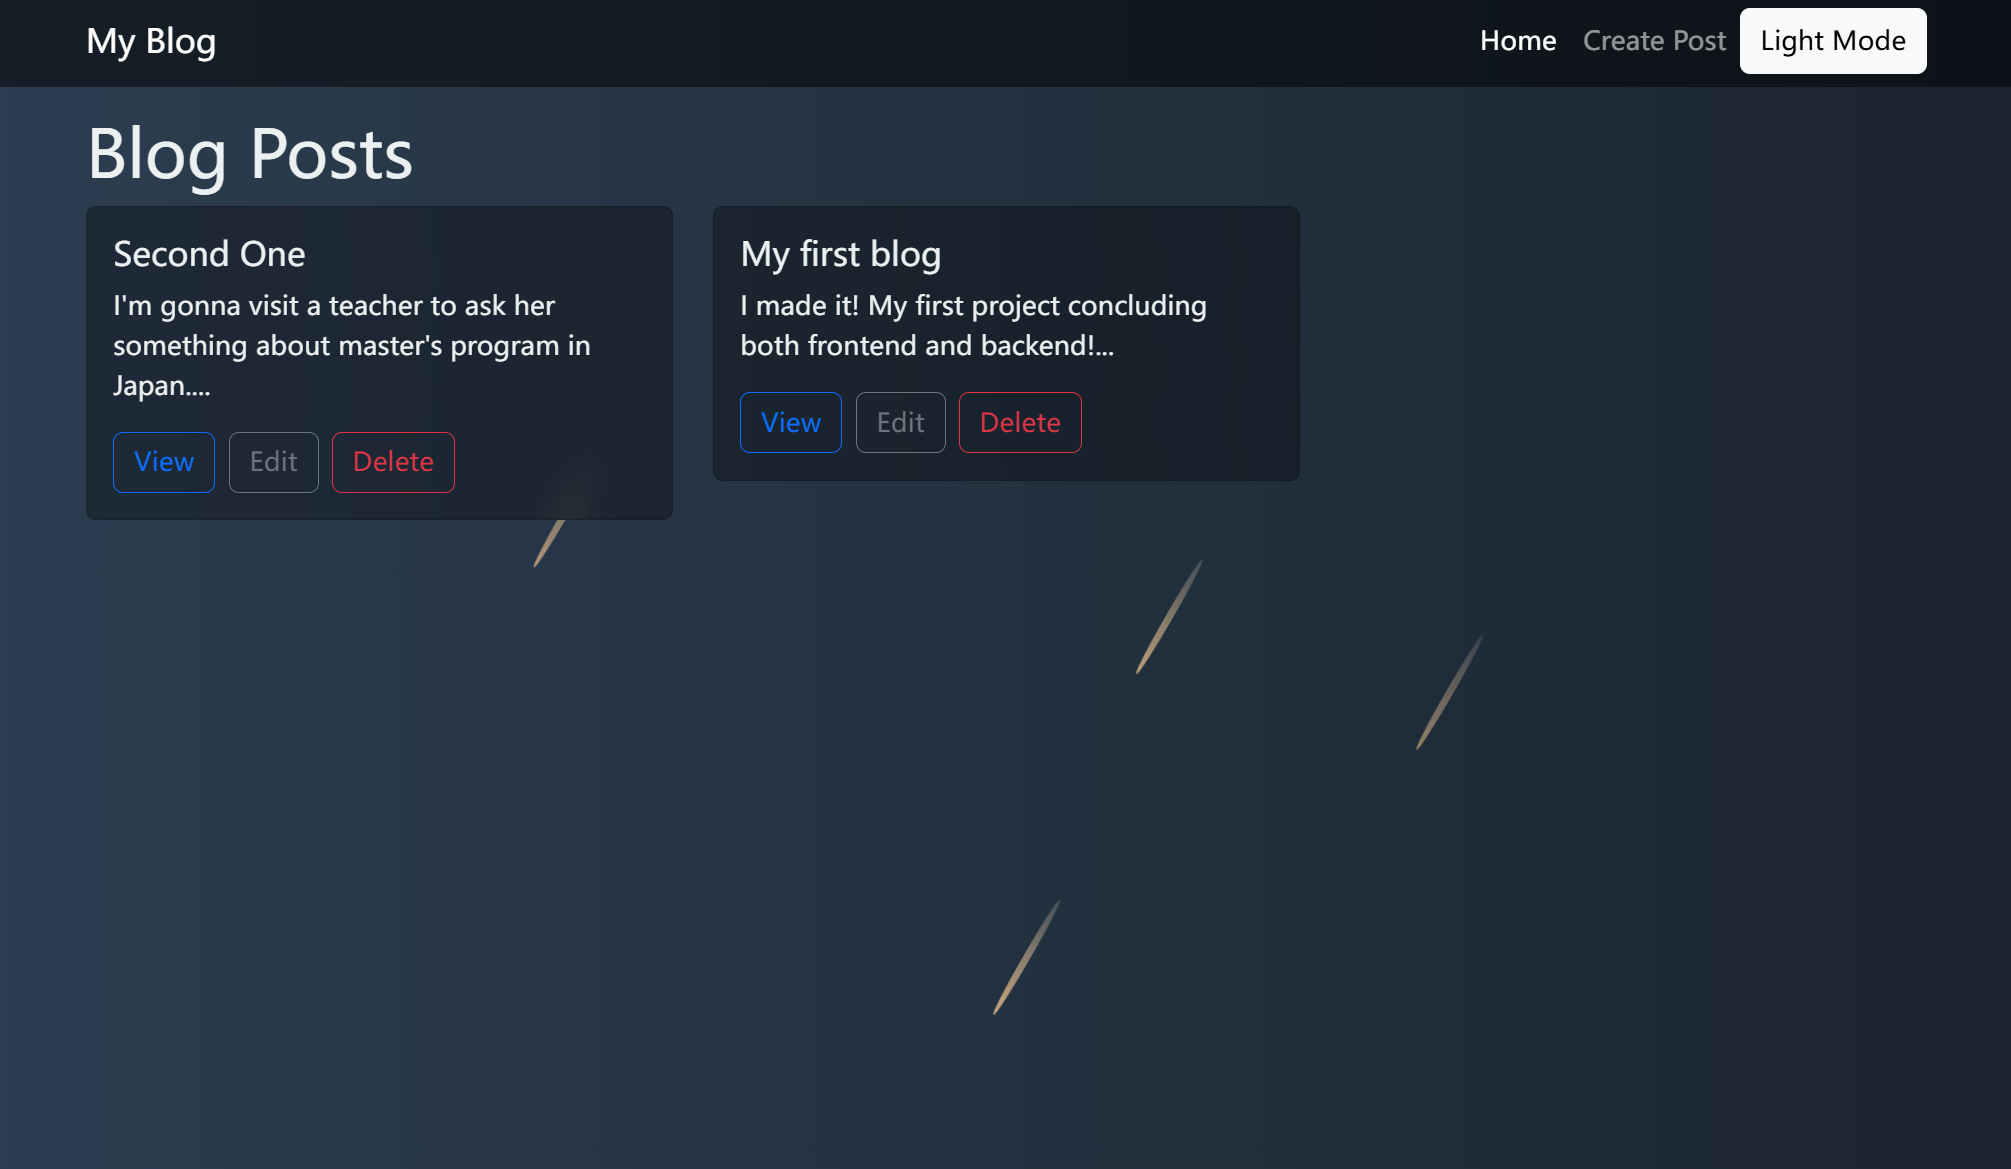 My Blog
Home Create Post Light Mode
Blog Posts
Second One
I'm gonna visit a teacher to ask her
something about master's program in
Japan....
View Edit Delete
My first blog
I made it! My first project concluding
both frontend and backend!...
View Edit Delete